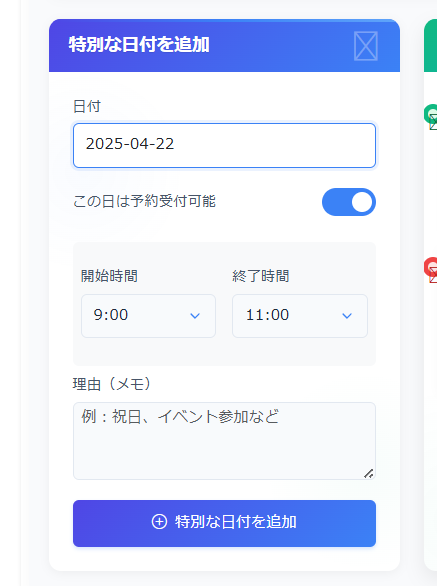 特別な日付を追加
日付
2025-04-22
この日は予約受付可能
開始時間 終了時間
9:00 11:00
理由（メモ）
例：祝日、イベント参加など
特別な日付を追加